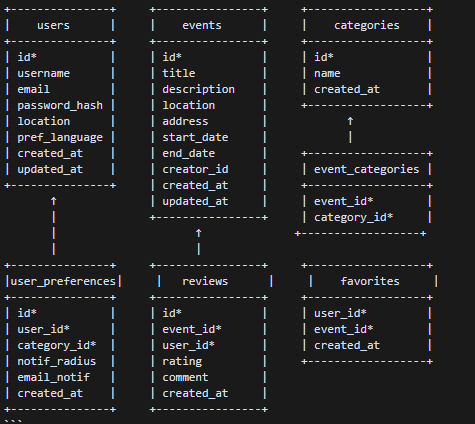 +---------------+    +----------------+    +-----------------+
|    users      |    |    events      |    |   categories    |
+---------------+    +----------------+    +-----------------+
| id*           |    | id*            |    | id*             |
| username      |    | title          |    | name            |
| email         |    | description    |    | created_at      |
| password_hash |    | location       |    +-----------------+
| location      |    | address        |           ↑
| pref_language |    | start_date     |           |
| created_at    |    | end_date       |    +-----------------+
| updated_at    |    | creator_id     |    | event_categories|
+---------------+    | created_at     |    +-----------------+
       ↑             | updated_at     |    | event_id*       |
       |             +----------------+    | category_id*    |
       |                   ↑             +-----------------+
       |                   |
+---------------+    +----------------+    +-----------------+
|user_preferences|    |   reviews      |    |    favorites    |
+---------------+    +----------------+    +-----------------+
| id*           |    | id*            |    | user_id*        |
| user_id*      |    | event_id*      |    | event_id*       |
| category_id*  |    | user_id*       |    | created_at      |
| notif_radius  |    | rating         |    +-----------------+
| email_notif   |    | comment        |
| created_at    |    | created_at     |
+---------------+    +----------------+
```